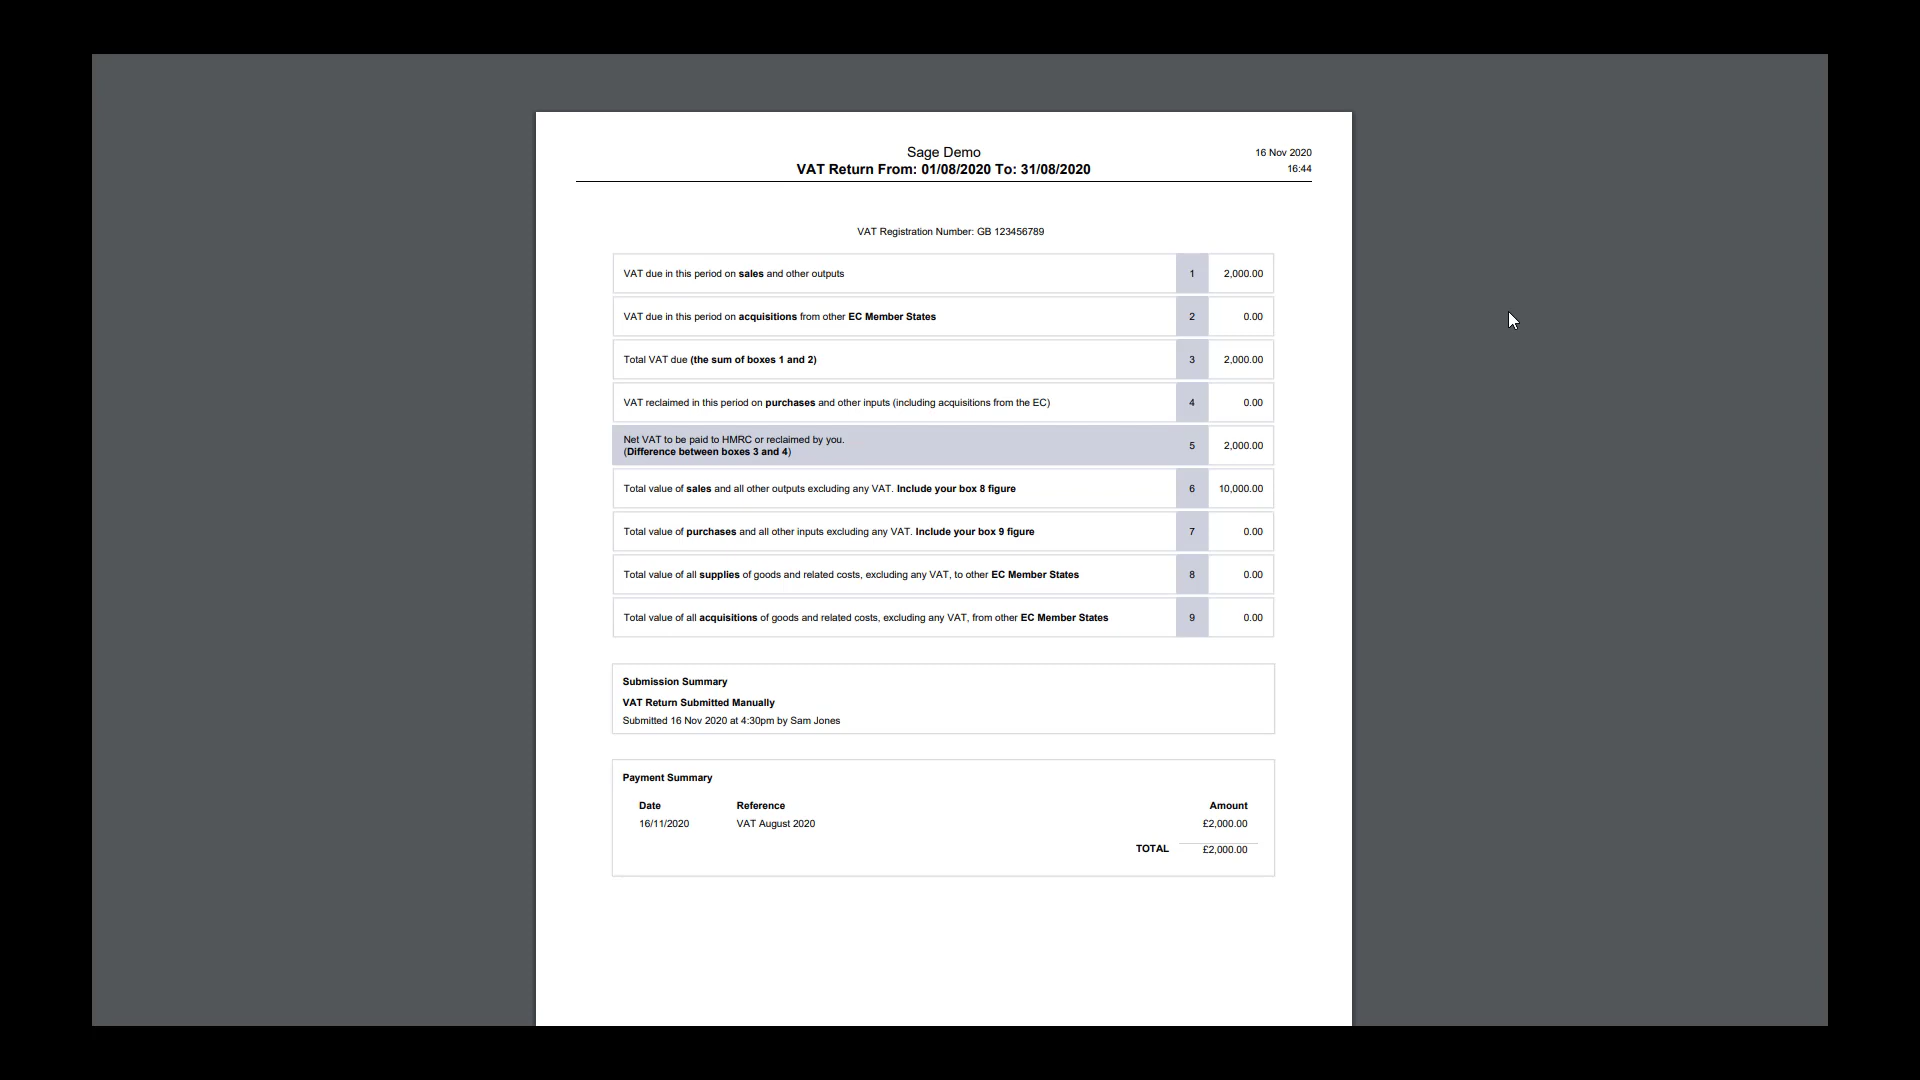 Sage Demo
16 Nov 2020
VAT Return From: 01/08/2020 To: 31/08/2020
16:44
VAT Registration Number: GB 123456789
VAT due in this period on sales and other outputs 1 2,000.00
VAT due in this period on acquisitions from other EC Member States 2 0.00
Total VAT due (the sum of boxes 1 and 2) 3 2,000.00
VAT reclaimed in this period on purchases and other inputs (including acquisitions from the EC) 4 0.00
Net VAT to be paid to HMRC or reclaimed by you.
(Difference between boxes 3 and 4) 5 2,000.00
Total value of sales and all other outputs excluding any VAT. Include your box 8 figure 6 10,000.00
Total value of purchases and all other inputs excluding any VAT. Include your box 9 figure 7 0.00
Total value of all supplies of goods and related costs, excluding any VAT, to other EC Member States 8 0.00
Total value of all acquisitions of goods and related costs, excluding any VAT, from other EC Member States 9 0.00
Submission Summary
VAT Return Submitted Manually
Submitted 16 Nov 2020 at 4:30pm by Sam Jones
Payment Summary
Date Reference Amount
16/11/2020 VAT August 2020 £2,000.00
TOTAL £2,000.00